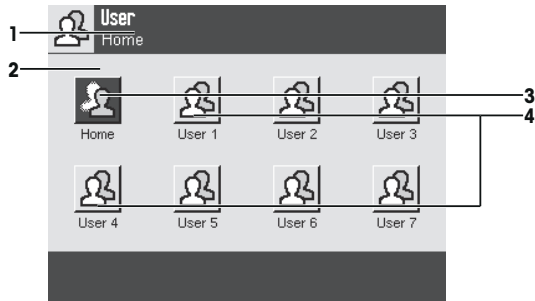 User
1
Home
2
3
4
Home
User 1
User 2
User 3
User 4
User 5
User 6
User 7